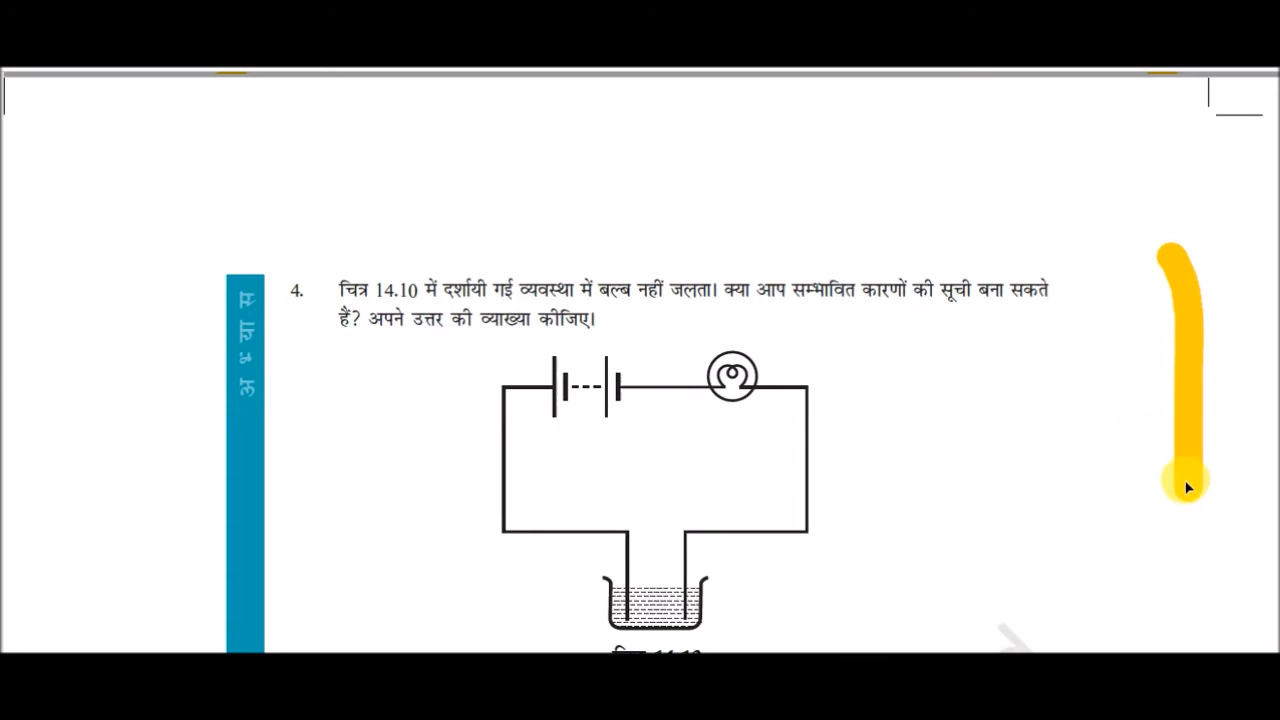 4. चित्र 14.10 में दर्शायी गई व्यवस्था में बल्ब नहीं जलता। क्या आप सम्भावित कारणों की सूची बना सकते
हैं? अपने उत्तर की व्याख्या कीजिए।
अभ्यास